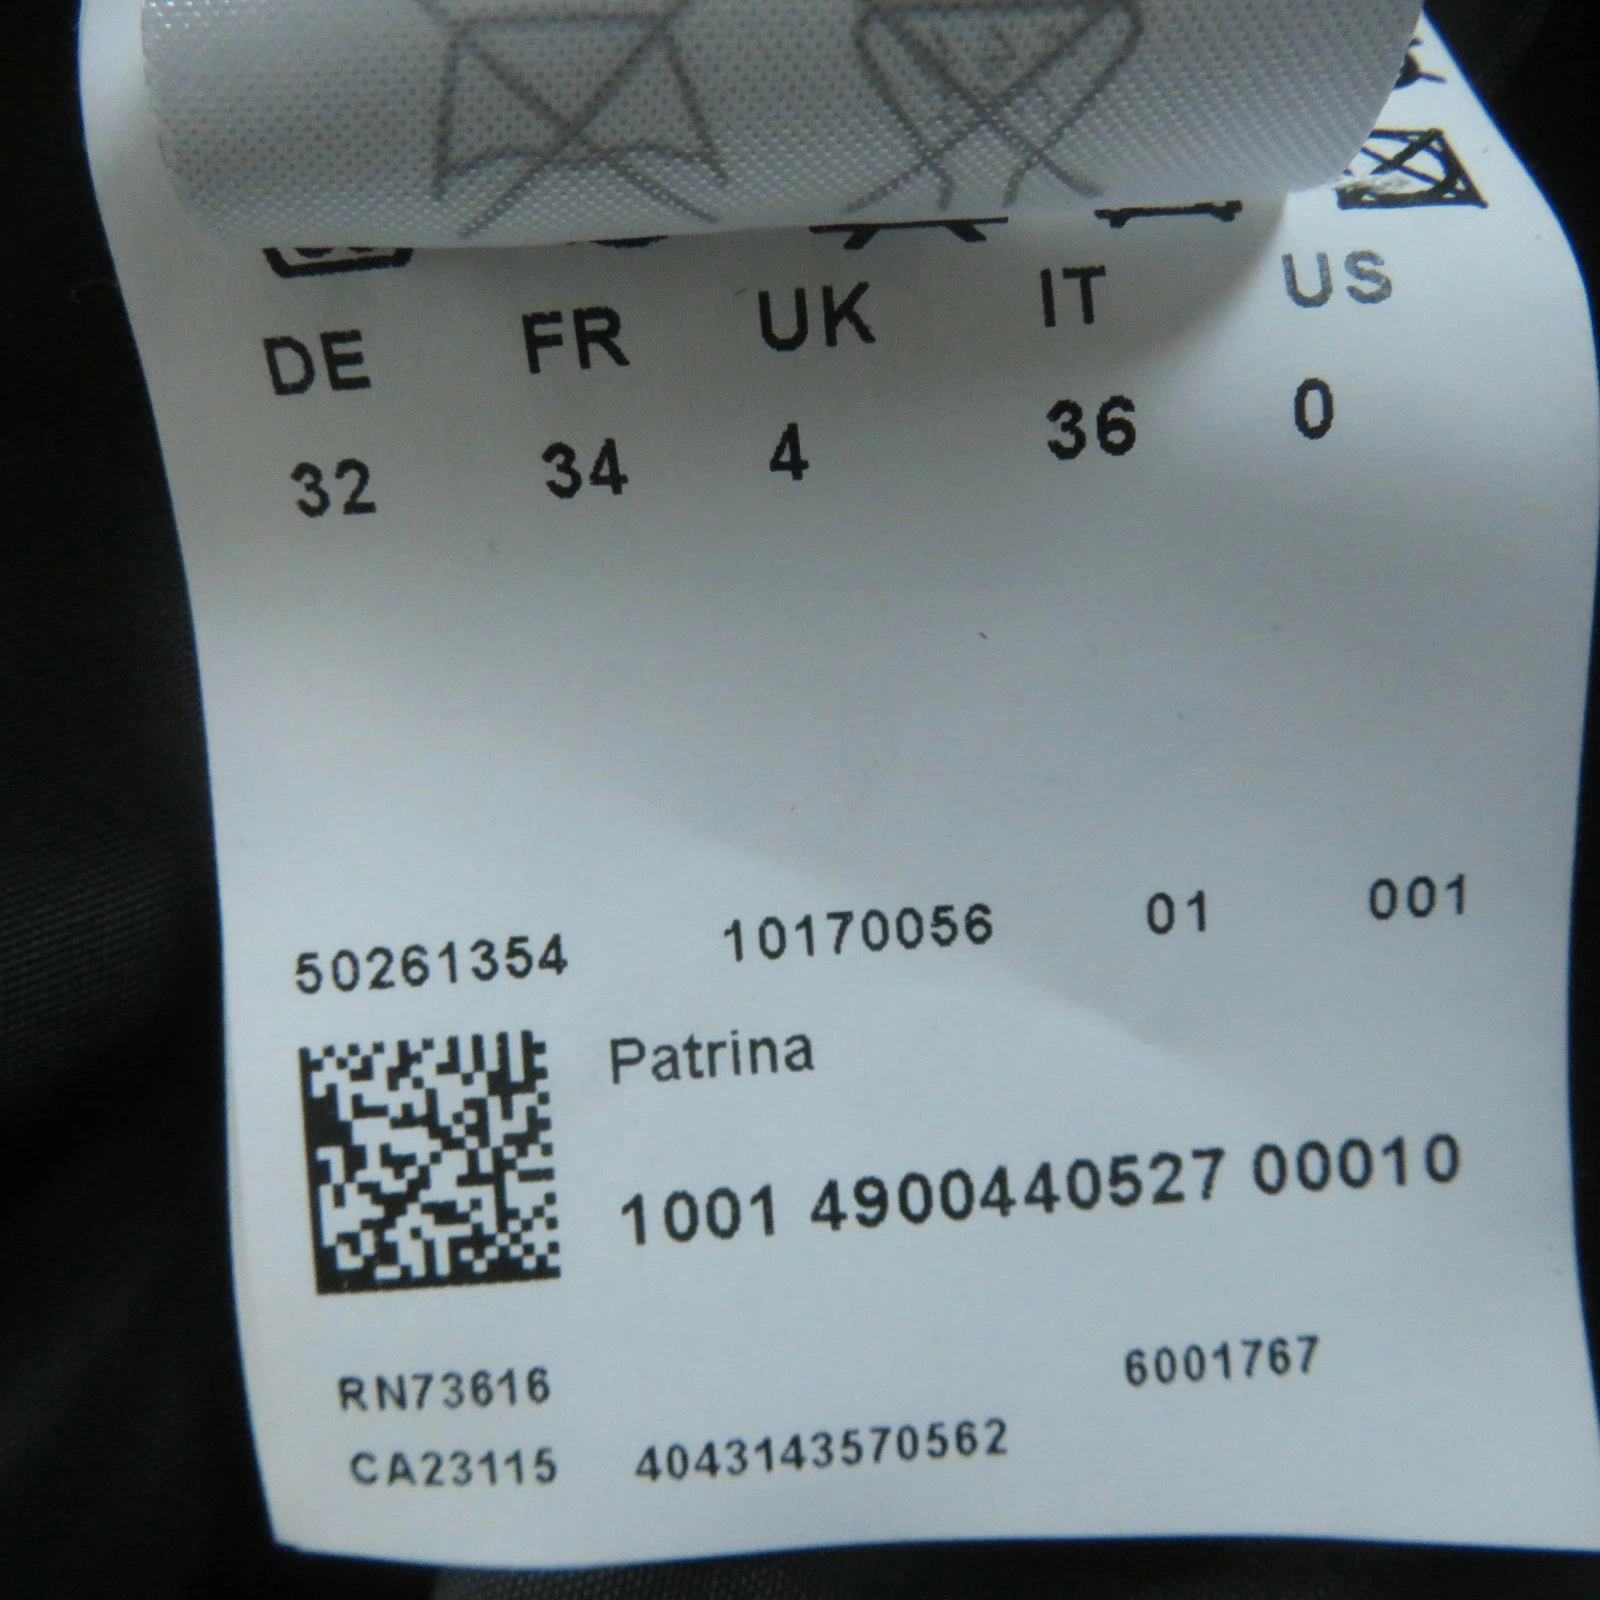 DE FR UK IT US
32 34 4 36 0
50261354 10170056 01 001
Patrina
1001 4900440527 00010
RN73616 6001767
CA23115 4043143570562